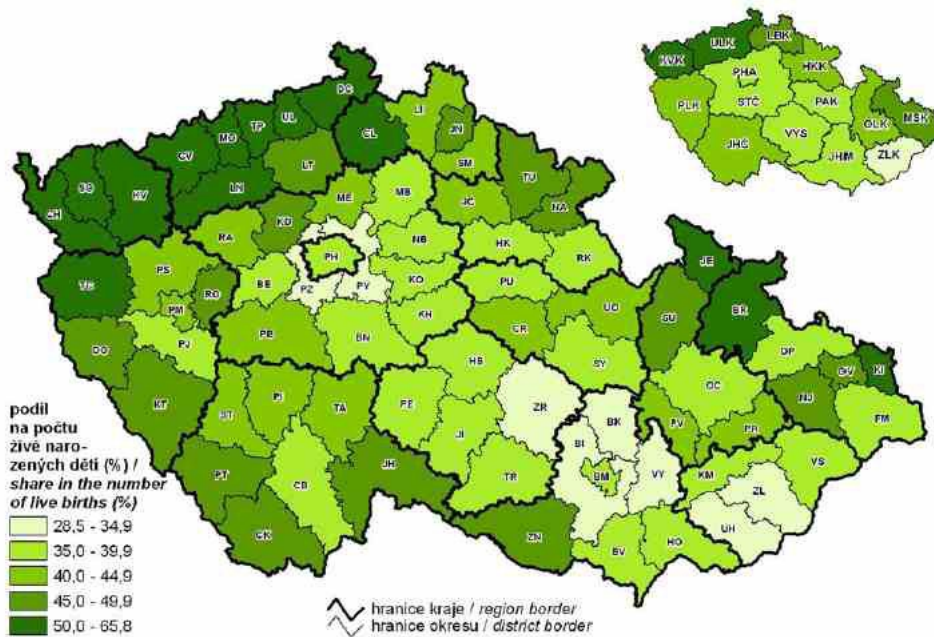 KVK ULK LBK
HKK
PHA
PLK STČ PAK
OLK MSK
VYS
JHČ JHM ZLK
DC
LI
UL
TP
MO CL JN
CV LT
SM
SO KV LN TU
CH
ME MB JC NA
KD
RA
NB HK
JE
RK
PH
TC PS BE KO PU
PZ PY
RO BR
PM UO SU
KH CR
PB BN
PJ OP
DO HB SY
OC KI
NJ
KT ST PI TA PE ZR FM
BK PV PR
JI BI
PT CB JH TR BM VY KM VS
ZL
UH
CK ZN BV HO
podíl
na počtu
živě naro-
zených dětí (%) /
share in the number
of live births (%)
28,5 - 34,9
35,0 - 39,9
40,0 - 44,9
45,0 - 49,9
50,0 - 65,8
hranice kraje / region border
hranice okresu / district border